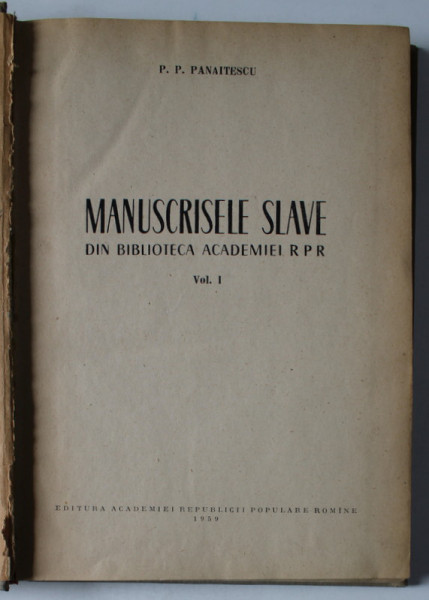 P. P. PANAITESCU
MANUSCRISELE SLAVE
DIN BIBLIOTECA ACADEMIEI R P R
Vol. I
EDITURA ACADEMIEI REPUBLICII POPULARE ROMÎNE
1959